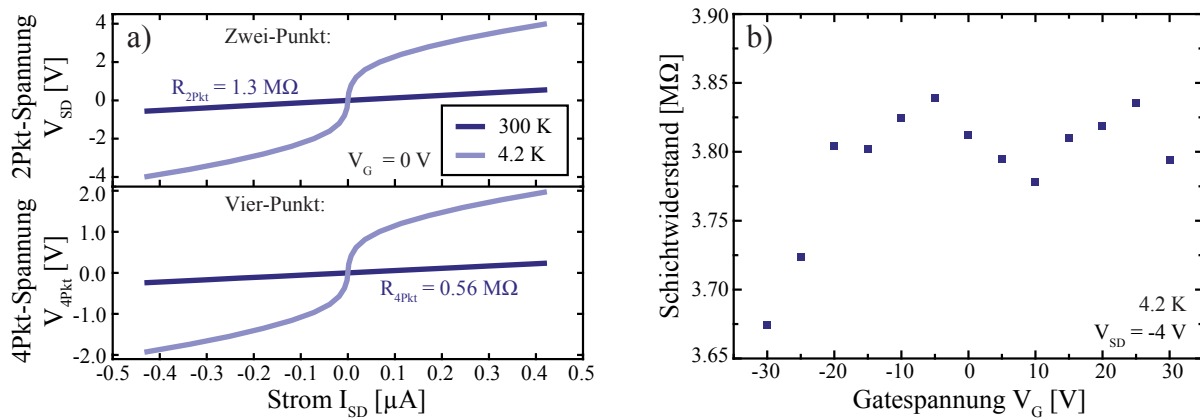 a)
Zwei-Punkt:
2Pkt-Spannung
V_SD [V]
4
2
0
-2
-4
R_2Pkt = 1.3 MΩ
V_G = 0 V
300 K
4.2 K
Vier-Punkt:
4Pkt-Spannung
V_4Pkt [V]
2.0
1.0
0.0
-1.0
-2.0
R_4Pkt = 0.56 MΩ
-0.5 -0.4 -0.3 -0.2 -0.1 0.0 0.1 0.2 0.3 0.4 0.5
Strom I_SD [µA]
b)
Schichtwiderstand [MΩ]
3.90
3.85
3.80
3.75
3.70
3.65
4.2 K
V_SD = -4 V
-30 -20 -10 0 10 20 30
Gatespannung V_G [V]